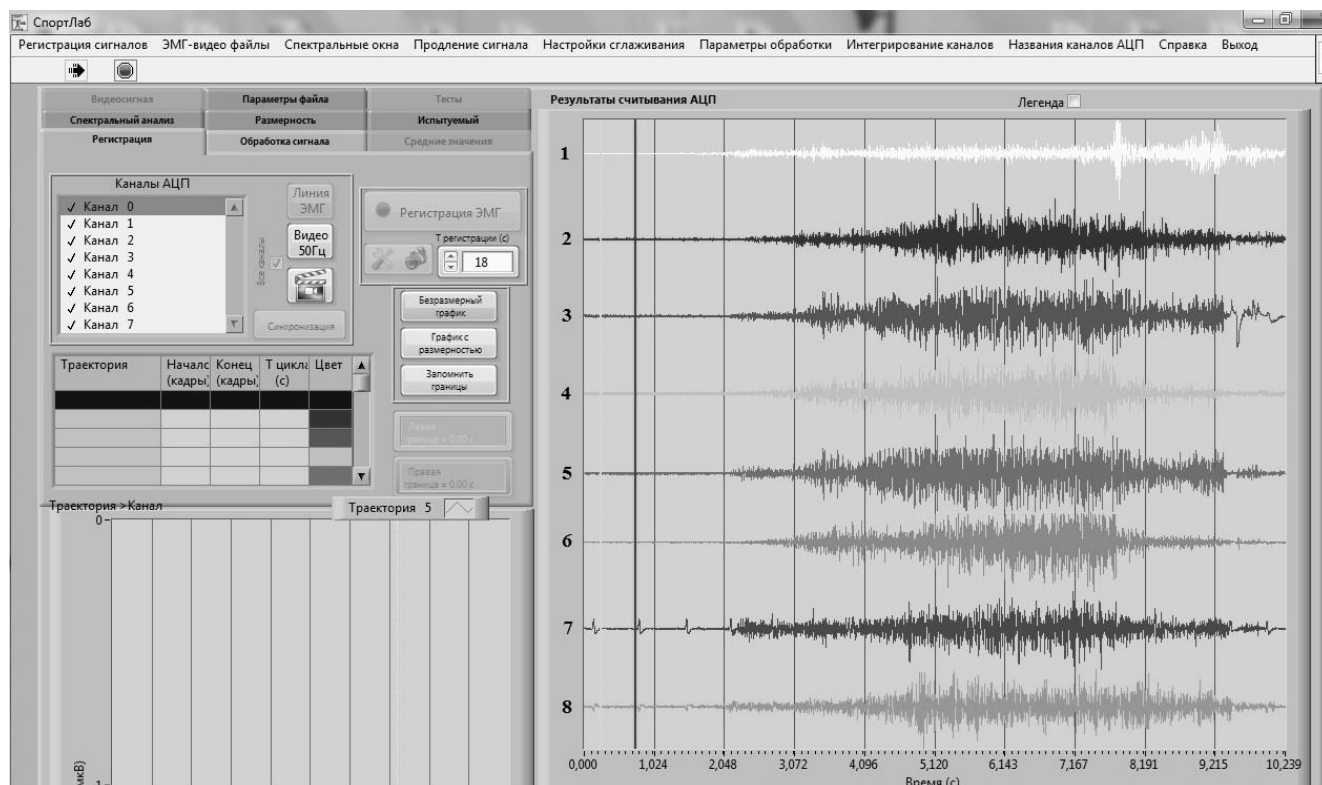 СпортЛаб
Регистрация сигналов ЭМГ-видео файлы Спектральные окна Продление сигнала Настройки сглаживания Параметры обработки Интегрирование каналов Названия каналов АЦП Справка Выход
Видеосигнал Параметры файла Тесты
Спектральный анализ Размерность Испытуемый
Регистрация Обработка сигнала Средние значения
Каналы АЦП
Канал 0
Канал 1
Канал 2
Канал 3
Канал 4
Канал 5
Канал 6
Канал 7
Все каналы
Линия
ЭМГ
Видео
50Гц
Синхронизация
Регистрация ЭМГ
T регистрации (с)
18
Безразмерный
график
График с
размерностью
Запомнить
границы
Левая
граница = 0,00 с
Правая
граница = 0,00 с
Траектория Начало Конец Т цикла Цвет
(кадры) (кадры) (с)
Траектория >Канал
Траектория 5
0
1
мкВ)
Результаты считывания АЦП
Легенда
1
2
3
4
5
6
7
8
0,000 1,024 2,048 3,072 4,096 5,120 6,143 7,167 8,191 9,215 10,239
Время (с)